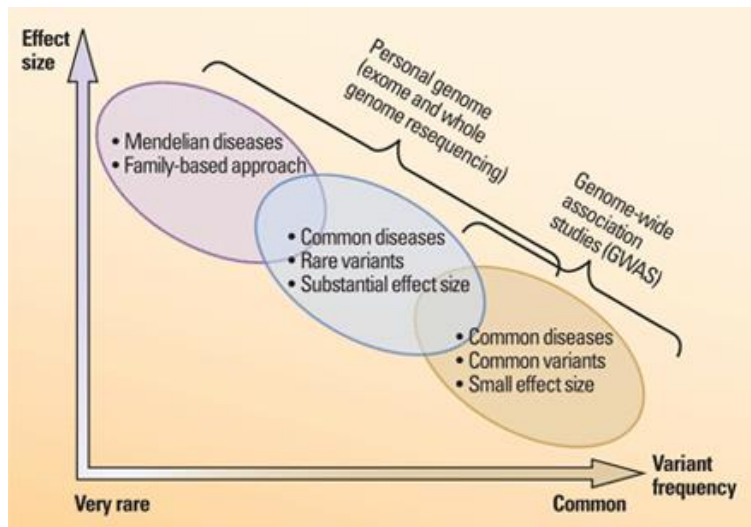 Effect
size
Personal genome
(exome and whole
genome resequencing)
Genome-wide
association
studies (GWAS)
• Mendelian diseases
• Family-based approach
• Common diseases
• Rare variants
• Substantial effect size
• Common diseases
• Common variants
• Small effect size
Very rare
Common
Variant
frequency